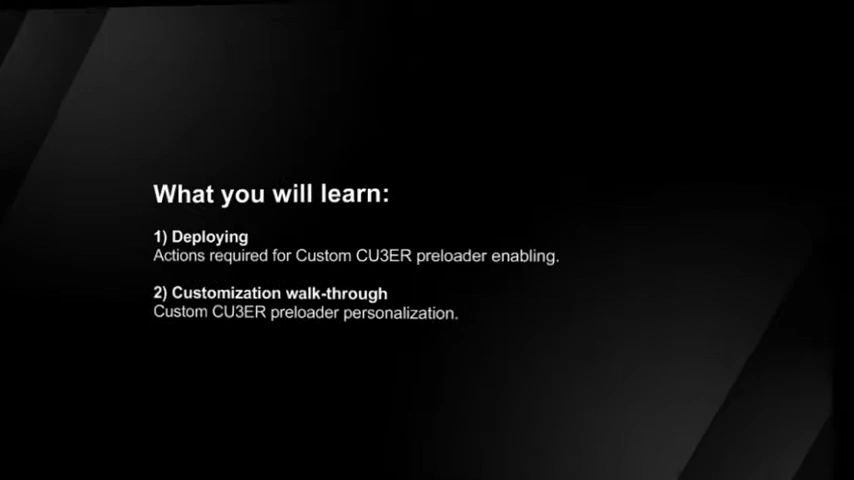 What you will learn:
1) Deploying
Actions required for Custom CU3ER preloader enabling.
2) Customization walk-through
Custom CU3ER preloader personalization.